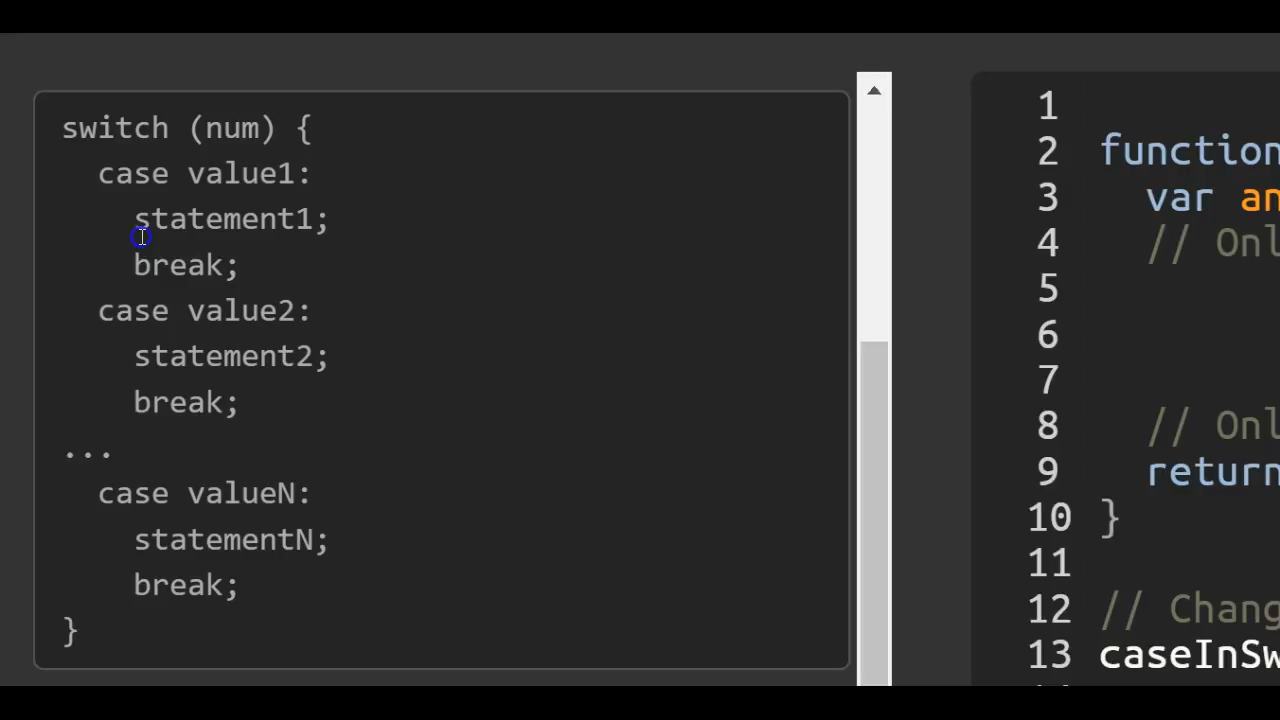 switch (num) {
case value1:
statement1;
break;
case value2:
statement2;
break;
...
case valueN:
statementN;
break;
}
1
2 function
3 var an
4 // Onl
5
6
7
8 // Onl
9 return
10 }
11
12 // Chang
13 caseInSw